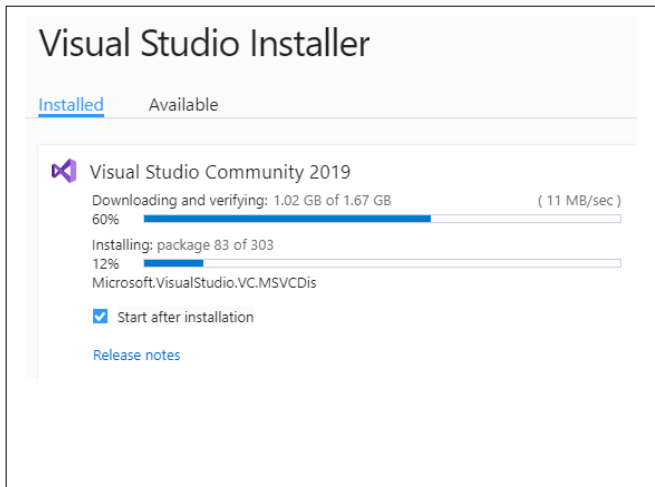 Visual Studio Installer
Installed Available
Visual Studio Community 2019
Downloading and verifying: 1.02 GB of 1.67 GB ( 11 MB/sec )
60%
Installing: package 83 of 303
12%
Microsoft.VisualStudio.VC.MSVCDis
Start after installation
Release notes